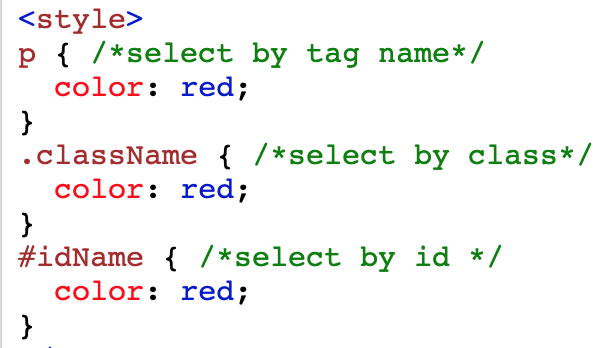 <style>
p { /*select by tag name*/
  color: red;
}
.className { /*select by class*/
  color: red;
}
#idName { /*select by id */
  color: red;
}